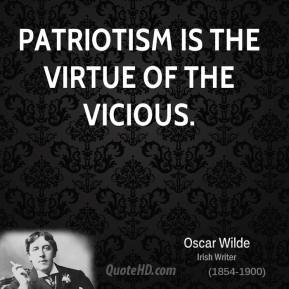 PATRIOTISM IS THE
VIRTUE OF THE
VICIOUS.
Oscar Wilde
Irish Writer
(1854-1900)
QuoteHD.com